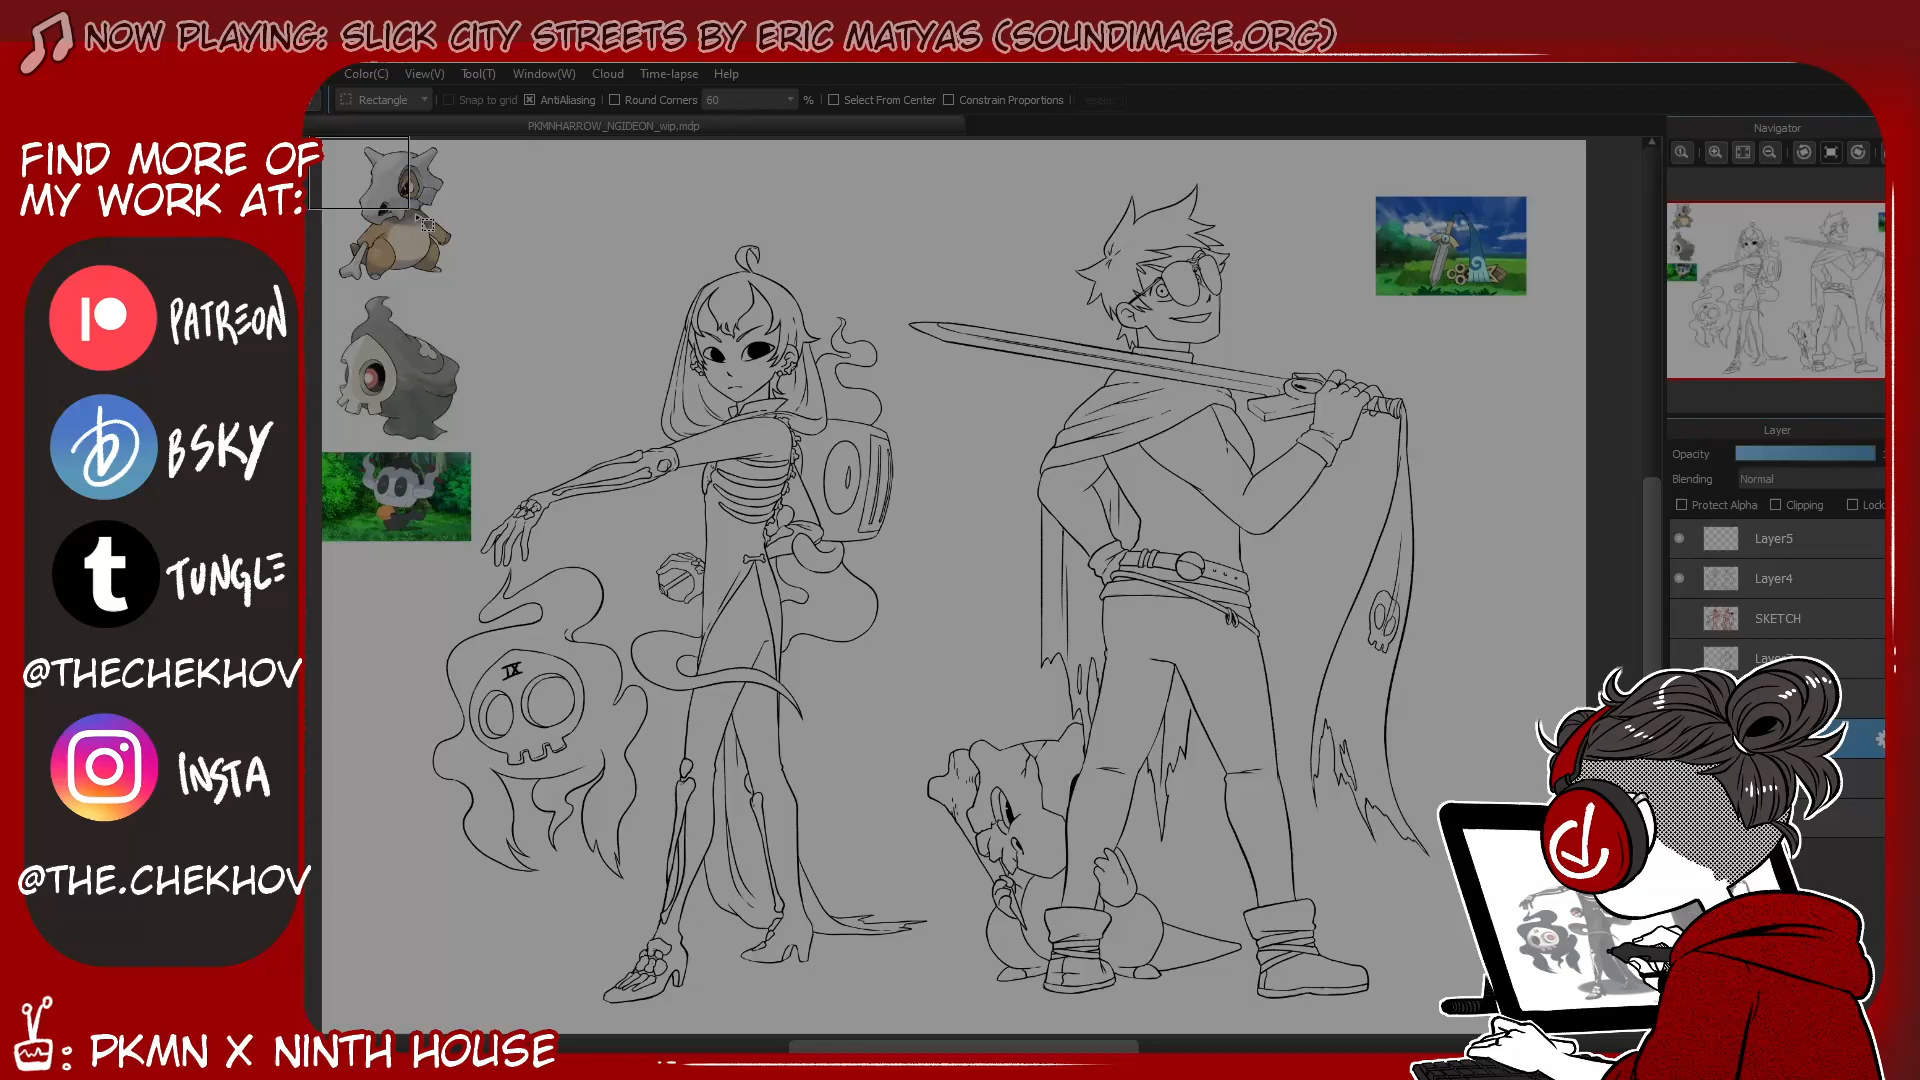 NOW PLAYING: SLICK CITY STREETS BY ERIC MATYAS (SOUNDIMAGE.ORG)
Color(C) View(V) Tool(T) Window(W) Cloud Time-lapse Help
Rectangle Snap to grid AntiAliasing Round Corners 60 % Select From Center Constrain Proportions
PKMNHARROW_NGIDEON_wip.mdp
Navigator
FIND MORE OF
MY WORK AT:
PATREON
BSKY
t TUNGLE
@THECHEKHOV
INSTA
@THE.CHEKHOV
IX
Layer
Opacity
Blending Normal
Protect Alpha Clipping Lock
Layer5
Layer4
SKETCH
: PKMN X NINTH HOUSE